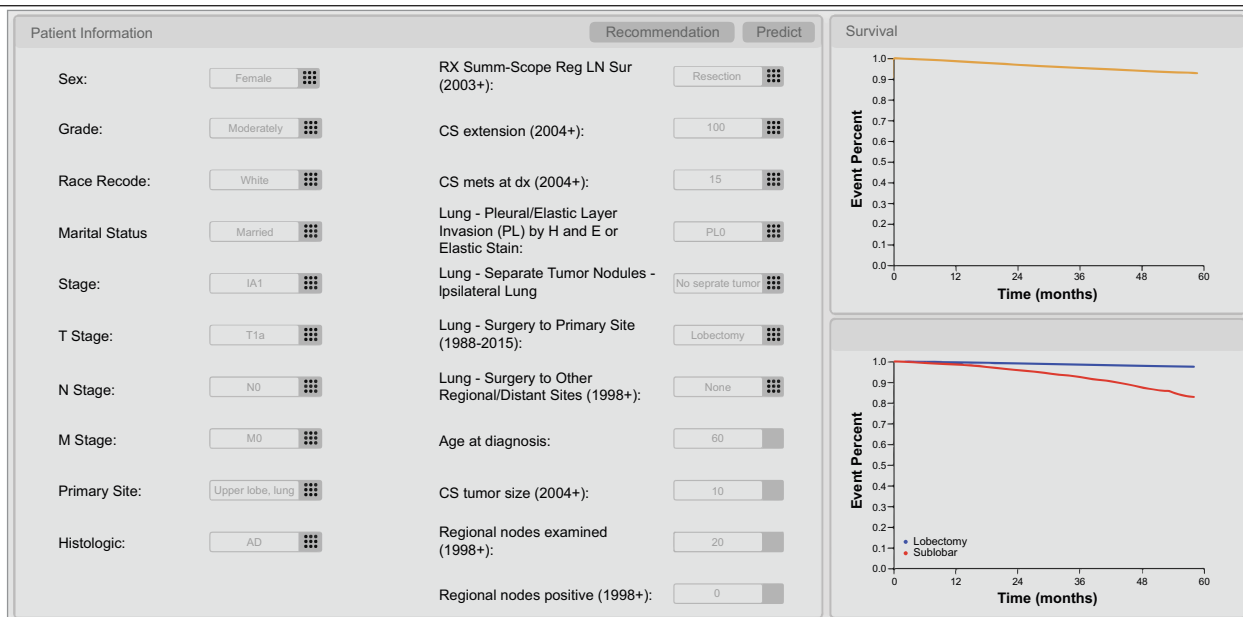 Patient Information
Recommendation
Predict
Sex:
Female
Grade:
Moderately
Race Recode:
White
Marital Status
Married
Stage:
IA1
T Stage:
T1a
N Stage:
N0
M Stage:
M0
Primary Site:
Upper lobe, lung
Histologic:
AD
RX Summ-Scope Reg LN Sur
(2003+):
Resection
CS extension (2004+):
100
CS mets at dx (2004+):
15
Lung - Pleural/Elastic Layer
Invasion (PL) by H and E or
Elastic Stain:
PL0
Lung - Separate Tumor Nodules -
Ipsilateral Lung
No seprate tumor
Lung - Surgery to Primary Site
(1988-2015):
Lobectomy
Lung - Surgery to Other
Regional/Distant Sites (1998+):
None
Age at diagnosis:
60
CS tumor size (2004+):
10
Regional nodes examined
(1998+):
20
Regional nodes positive (1998+):
0
Survival
Event Percent
1.0
0.9
0.8
0.7
0.6
0.5
0.4
0.3
0.2
0.1
0.0
0 12 24 36 48 60
Time (months)
Event Percent
1.0
0.9
0.8
0.7
0.6
0.5
0.4
0.3
0.2
0.1
0.0
Lobectomy
Sublobar
0 12 24 36 48 60
Time (months)